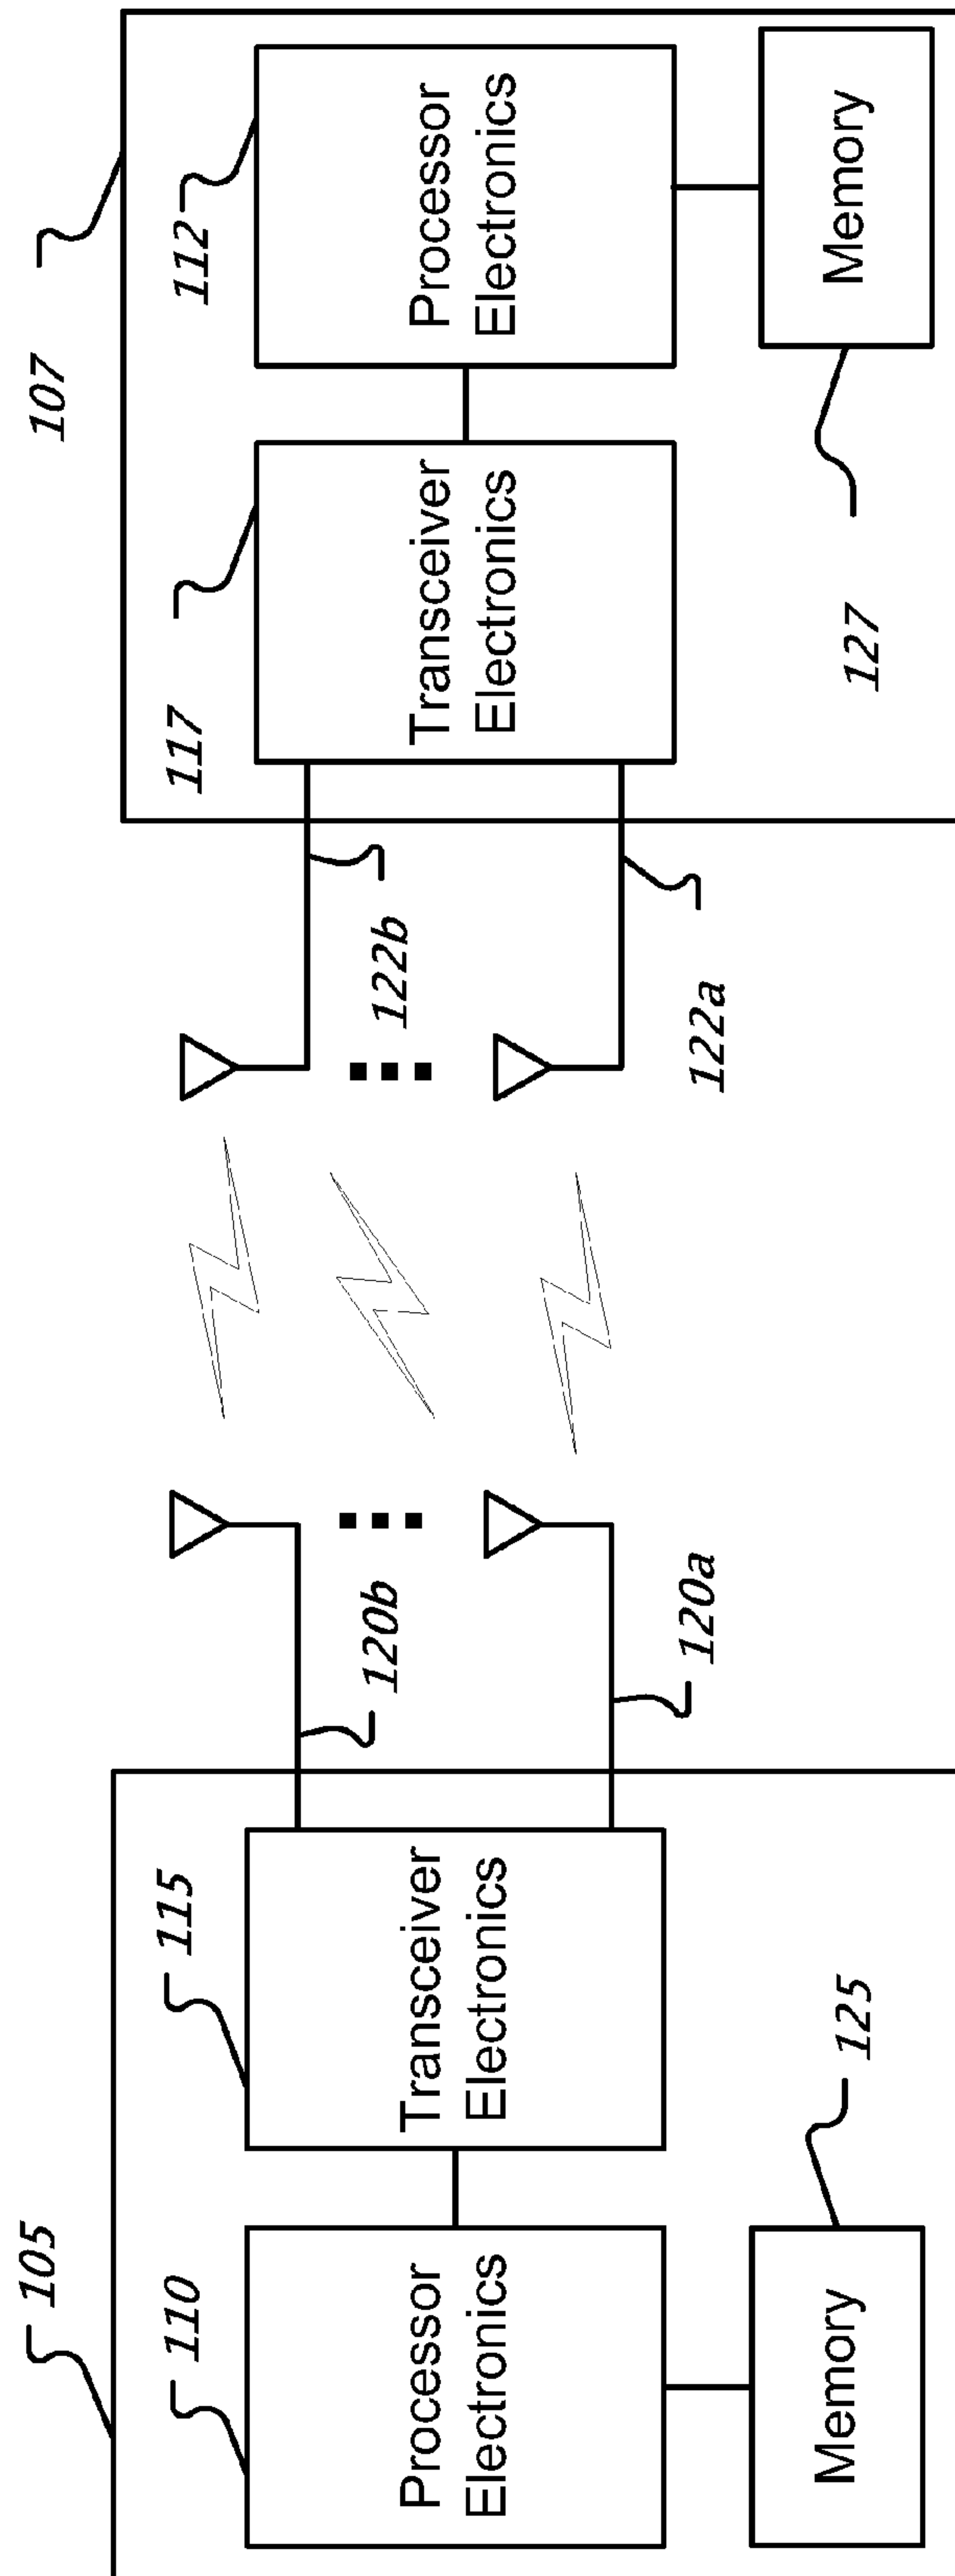 105
110
Processor
Electronics
115
Transceiver
Electronics
Memory
125
120b
120a
107
122b
122a
117
Transceiver
Electronics
112
Processor
Electronics
127
Memory